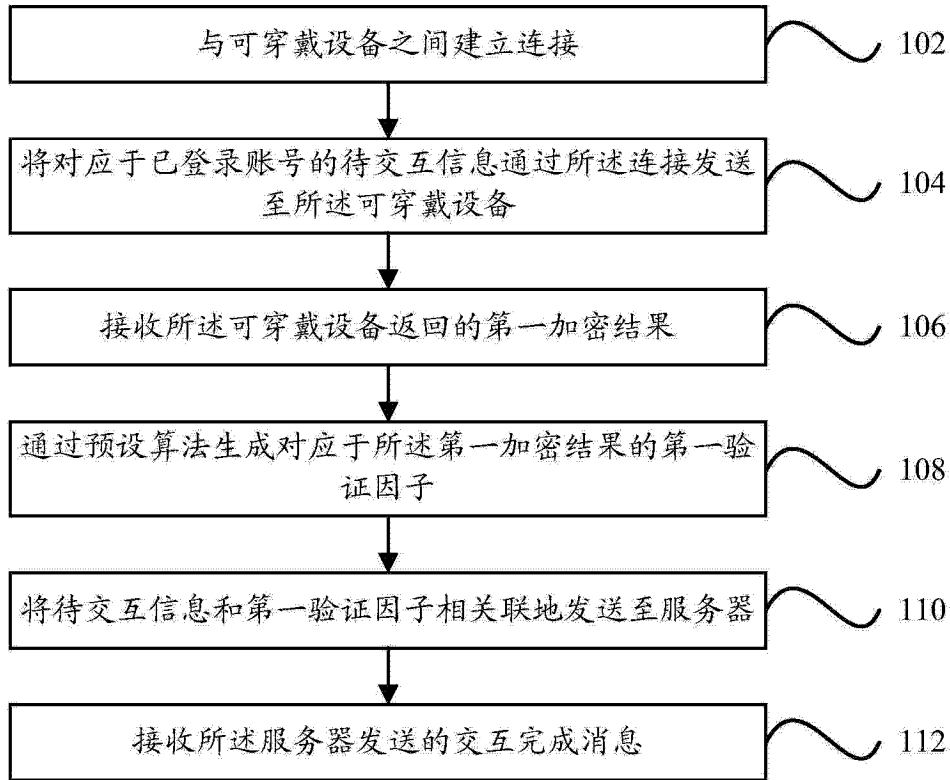 与可穿戴设备之间建立连接
102
将对应于已登录账号的待交互信息通过所述连接发送
至所述可穿戴设备
104
接收所述可穿戴设备返回的第一加密结果
106
通过预设算法生成对应于所述第一加密结果的第一验
证因子
108
将待交互信息和第一验证因子相关联地发送至服务器
110
接收所述服务器发送的交互完成消息
112